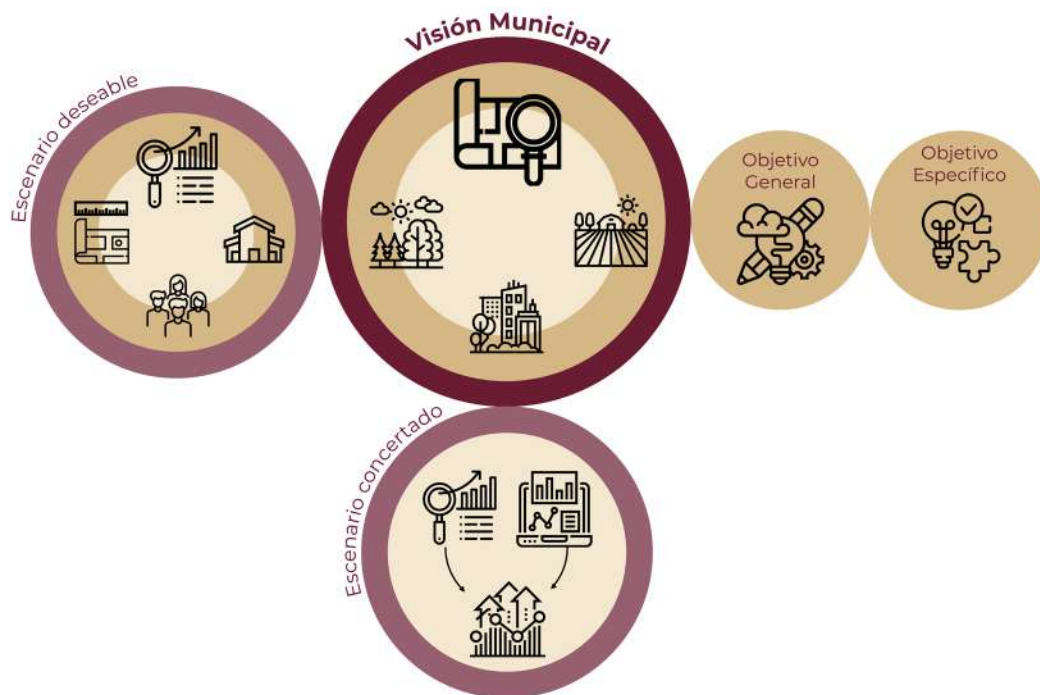 Visión Municipal
Escenario deseable
Objetivo
General
Objetivo
Específico
Escenario concertado